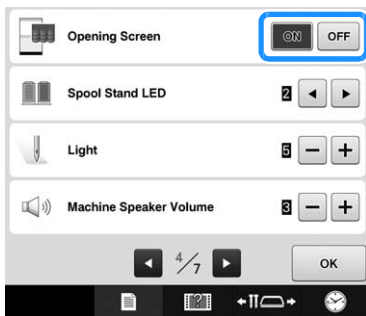 Opening Screen ON OFF
Spool Stand LED 2
Light 5 − +
Machine Speaker Volume 3 − +
4/7 OK